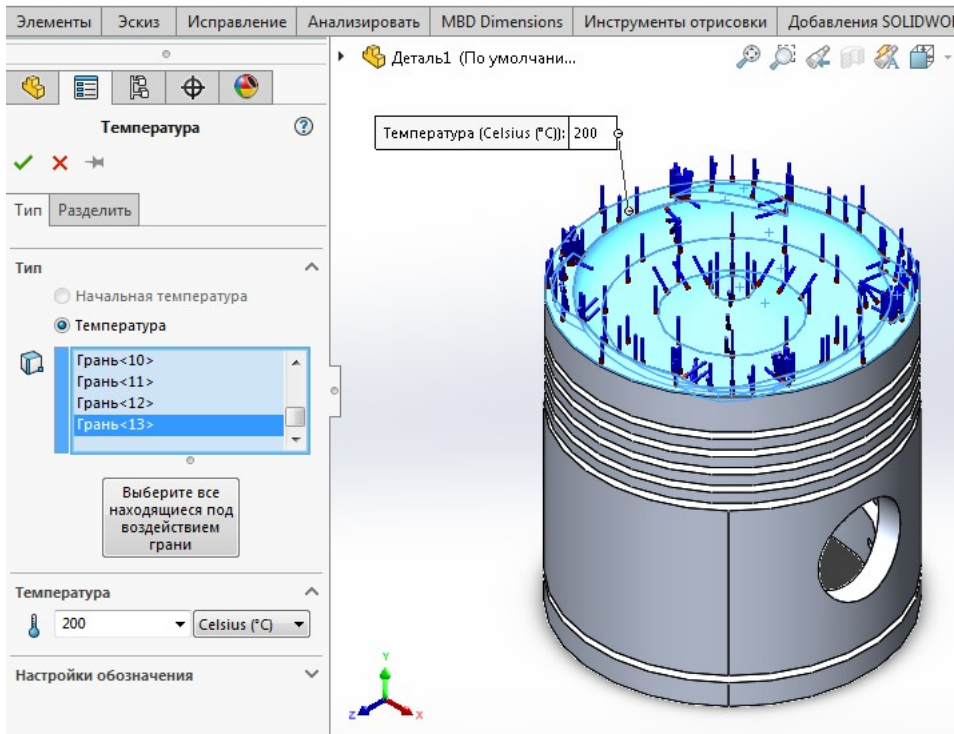 Элементы Эскиз Исправление Анализировать MBD Dimensions Инструменты отрисовки Добавления SOLIDWO
Деталь1 (По умолчани...
Температура
Тип Разделить
Тип
Начальная температура
Температура
Грань<10>
Грань<11>
Грань<12>
Грань<13>
Выберите все
находящиеся под
воздействием
грани
Температура
200 Celsius (°C)
Настройки обозначения
Температура (Celsius (°C)): 200
Y
Z X